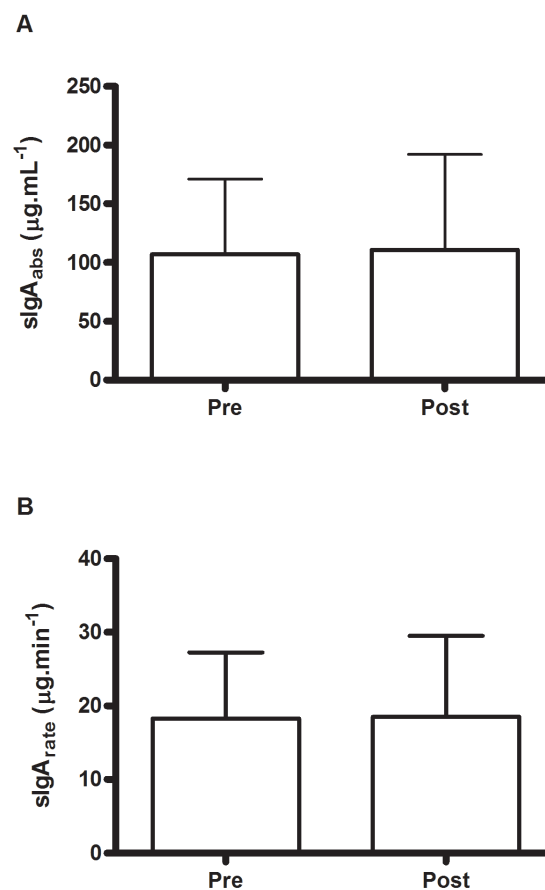 A
250
200
150
100
50
0
sIgAabs (μg.mL-1)
Pre Post
B
40
30
20
10
0
sIgArate (μg.min-1)
Pre Post